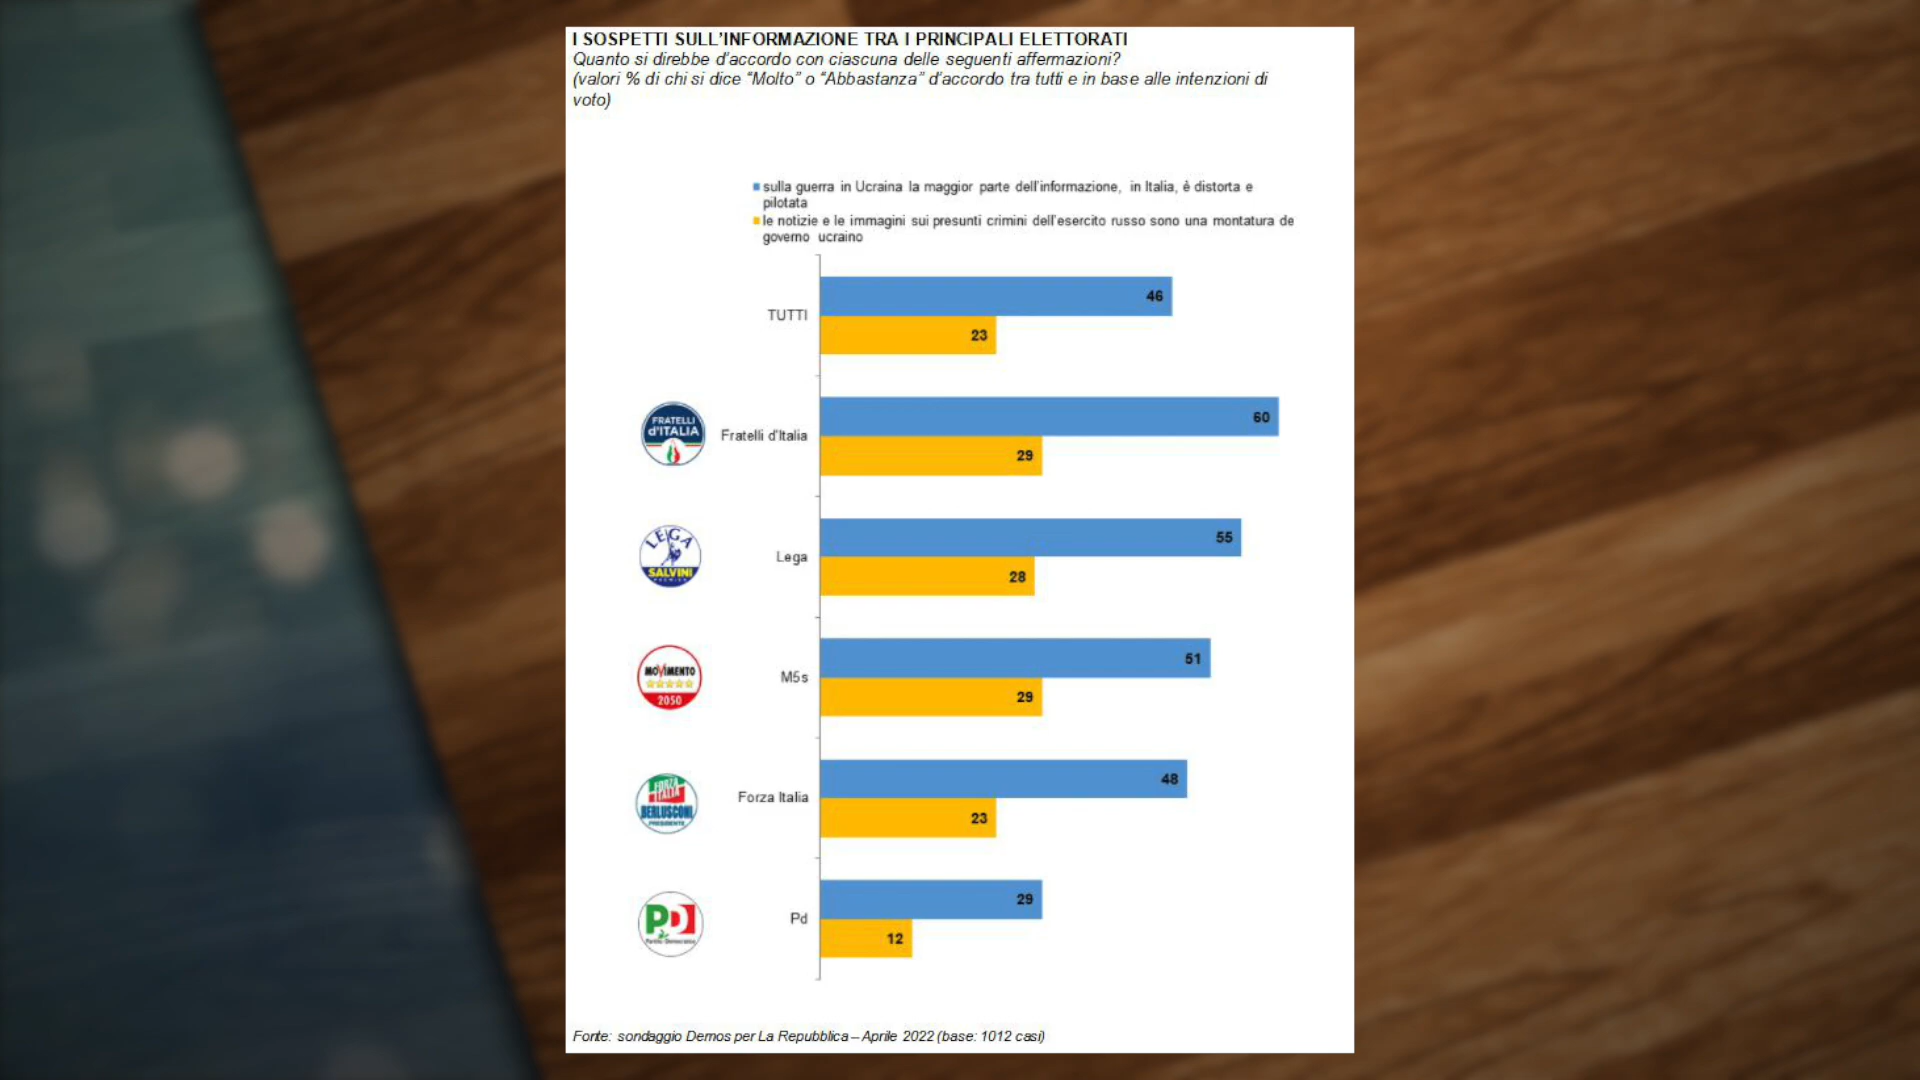 I SOSPETTI SULL'INFORMAZIONE TRA I PRINCIPALI ELETTORATI
Quanto si direbbe d'accordo con ciascuna delle seguenti affermazioni?
(valori % di chi si dice "Molto" o "Abbastanza" d'accordo tra tutti e in base alle intenzioni di
voto)
sulla guerra in Ucraina la maggior parte dell'informazione, in Italia, è distorta e
pilotata
le notizie e le immagini sui presunti crimini dell'esercito russo sono una montatura de
governo ucraino
TUTTI
46
23
FRATELLI
d'ITALIA
Fratelli d'Italia
60
29
LEGA
SALVINI
PREMIER
Lega
55
28
MOVIMENTO
2050
M5s
51
29
FORZA
ITALIA
BERLUSCONI
PRESIDENTE
Forza Italia
48
23
PD
Partito Democratico
Pd
29
12
Fonte: sondaggio Demos per La Repubblica – Aprile 2022 (base: 1012 casi)